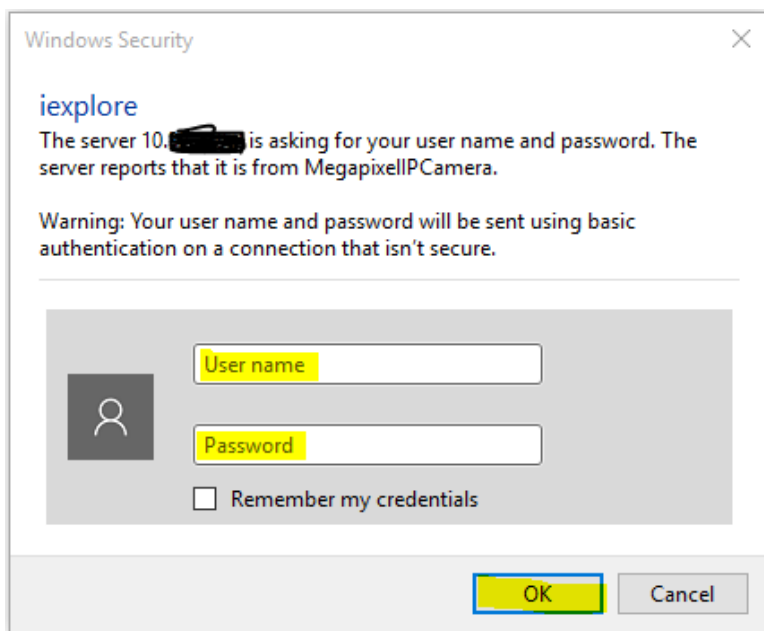 Windows Security
iexplore
The server 10. is asking for your user name and password. The
server reports that it is from MegapixelIPCamera.
Warning: Your user name and password will be sent using basic
authentication on a connection that isn't secure.
User name
Password
Remember my credentials
OK Cancel